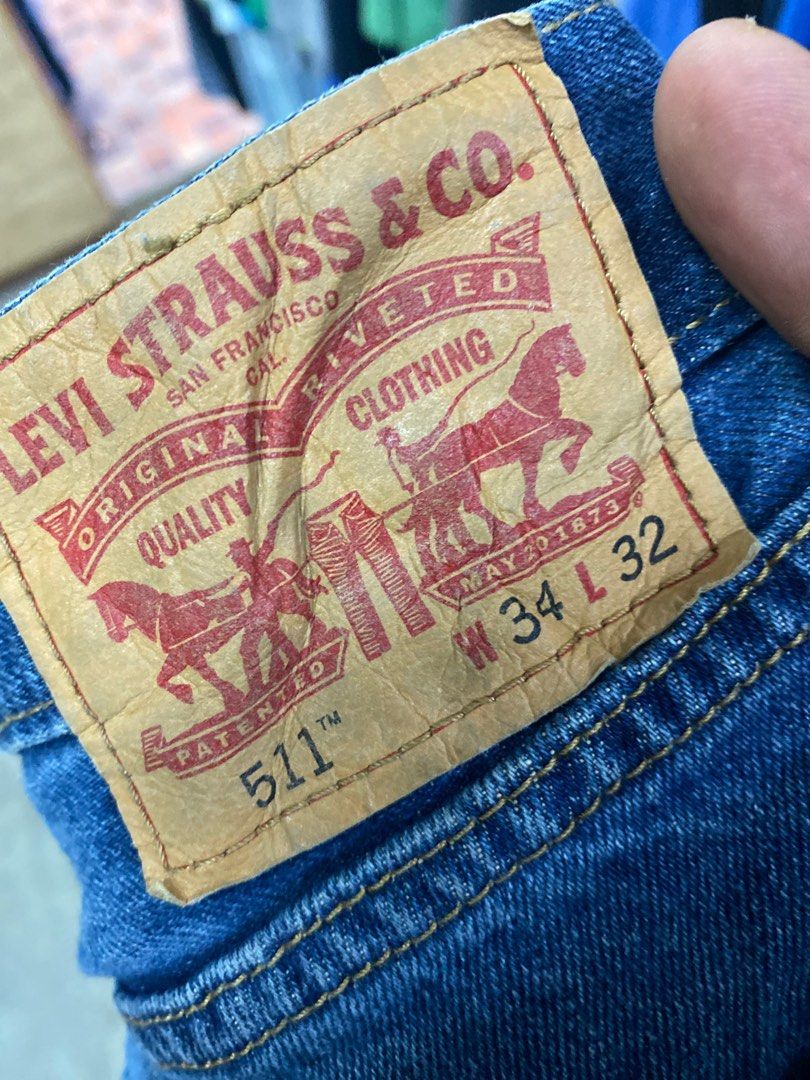 LEVI STRAUSS & CO.
SAN FRANCISCO
CAL.
ORIGINAL RIVETED
QUALITY CLOTHING
PATENTED MAY 20 1873 ®
511™ W 34 L 32